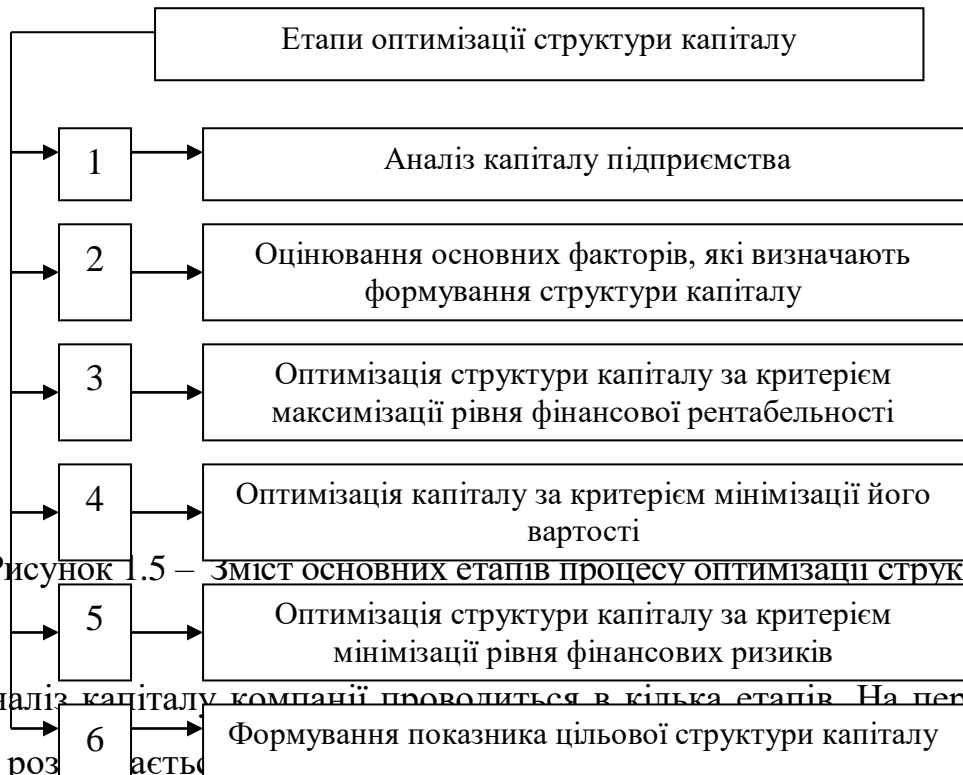 Етапи оптимізації структури капіталу
1 Аналіз капіталу підприємства
2 Оцінювання основних факторів, які визначають
формування структури капіталу
3 Оптимізація структури капіталу за критерієм
максимізації рівня фінансової рентабельності
4 Оптимізація капіталу за критерієм мінімізації його
вартості
Рисунок 1.5 – Зміст основних етапів процесу оптимізації струк
5 Оптимізація структури капіталу за критерієм
мінімізації рівня фінансових ризиків
наліз капіталу компанії проводиться в кілька етапів. На пер
6 Формування показника цільової структури капіталу